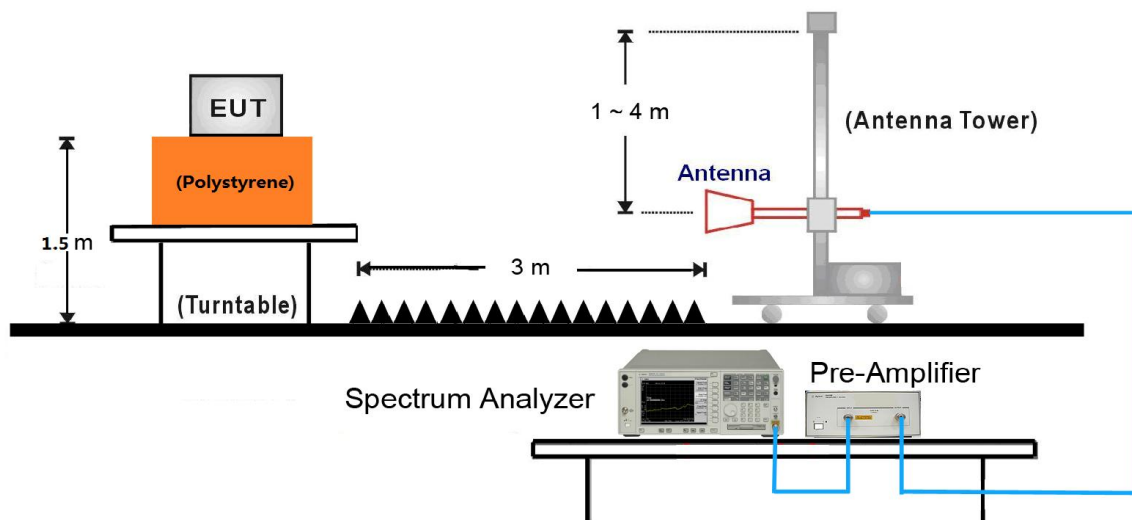 EUT
(Polystyrene)
1.5 m
(Turntable)
3 m
1 ~ 4 m
Antenna
(Antenna Tower)
Spectrum Analyzer
Pre-Amplifier